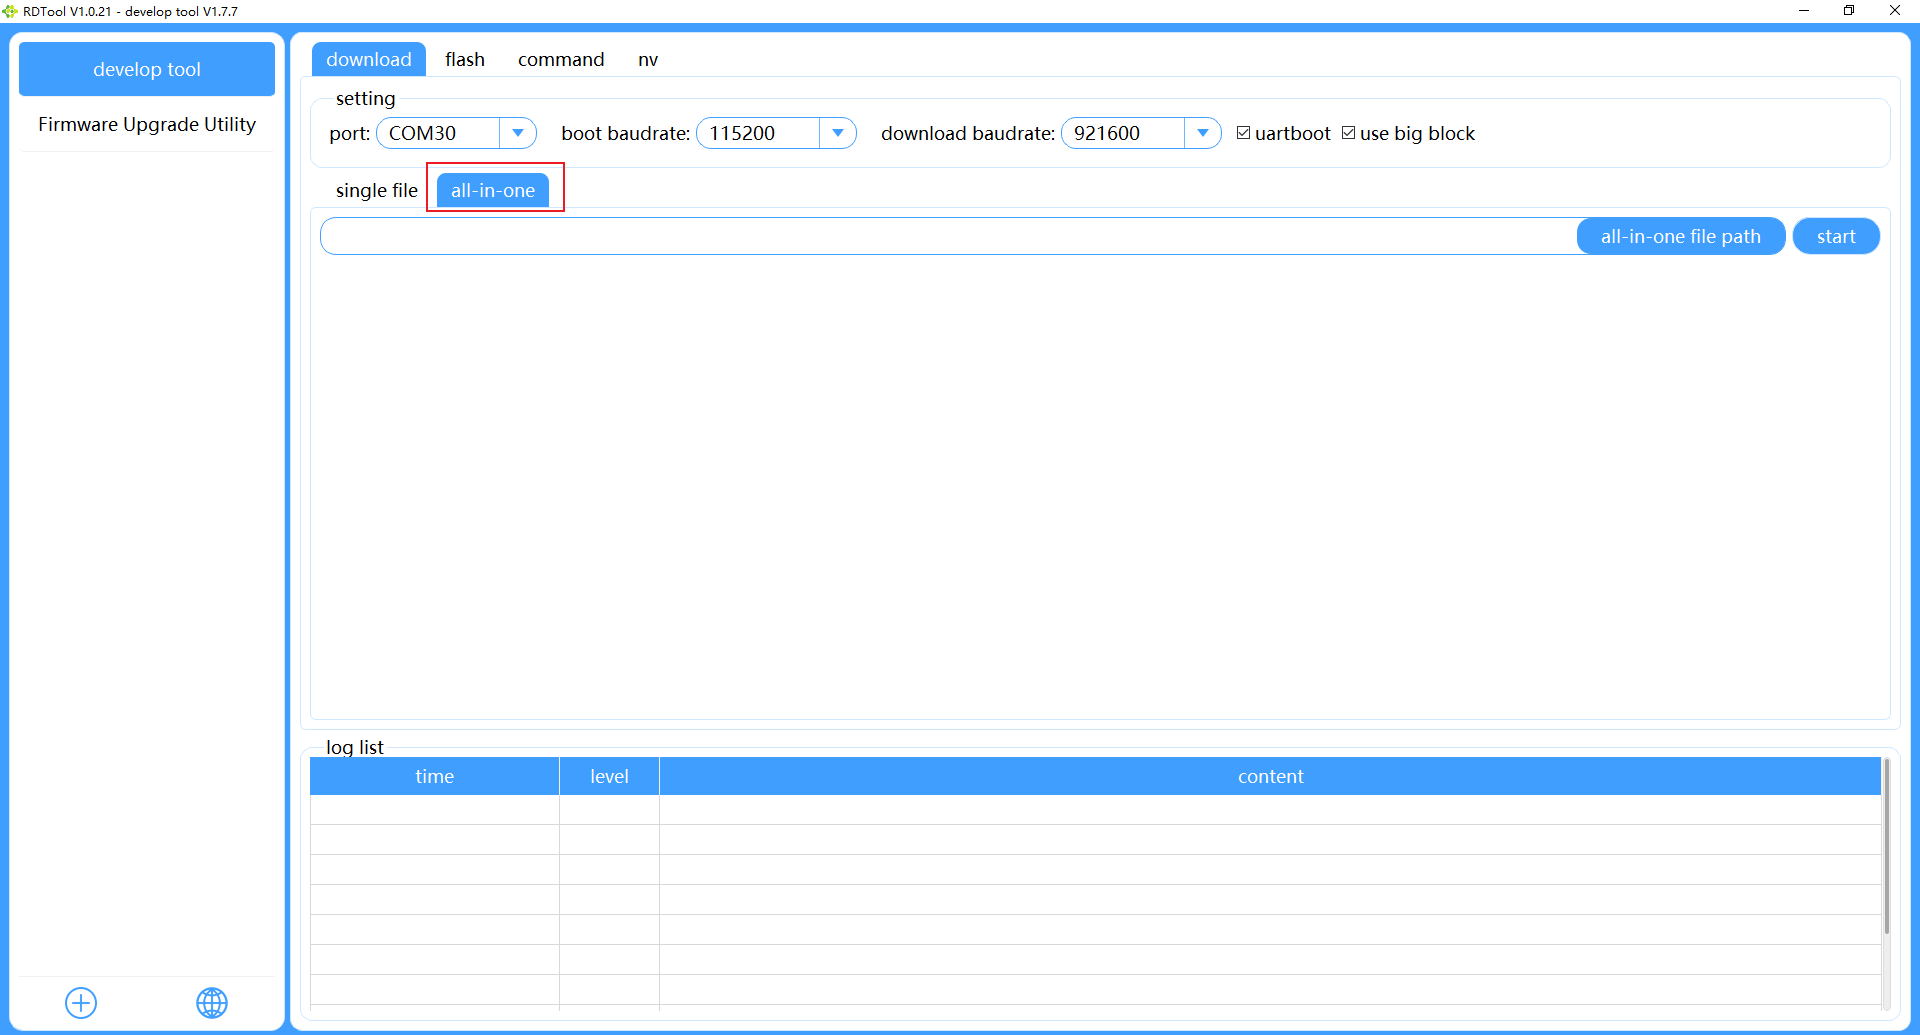 RDTool V1.0.21 - develop tool V1.7.7
develop tool
Firmware Upgrade Utility
download flash command nv
setting
port: COM30 boot baudrate: 115200 download baudrate: 921600 uartboot use big block
single file all-in-one
all-in-one file path start
log list
time level content